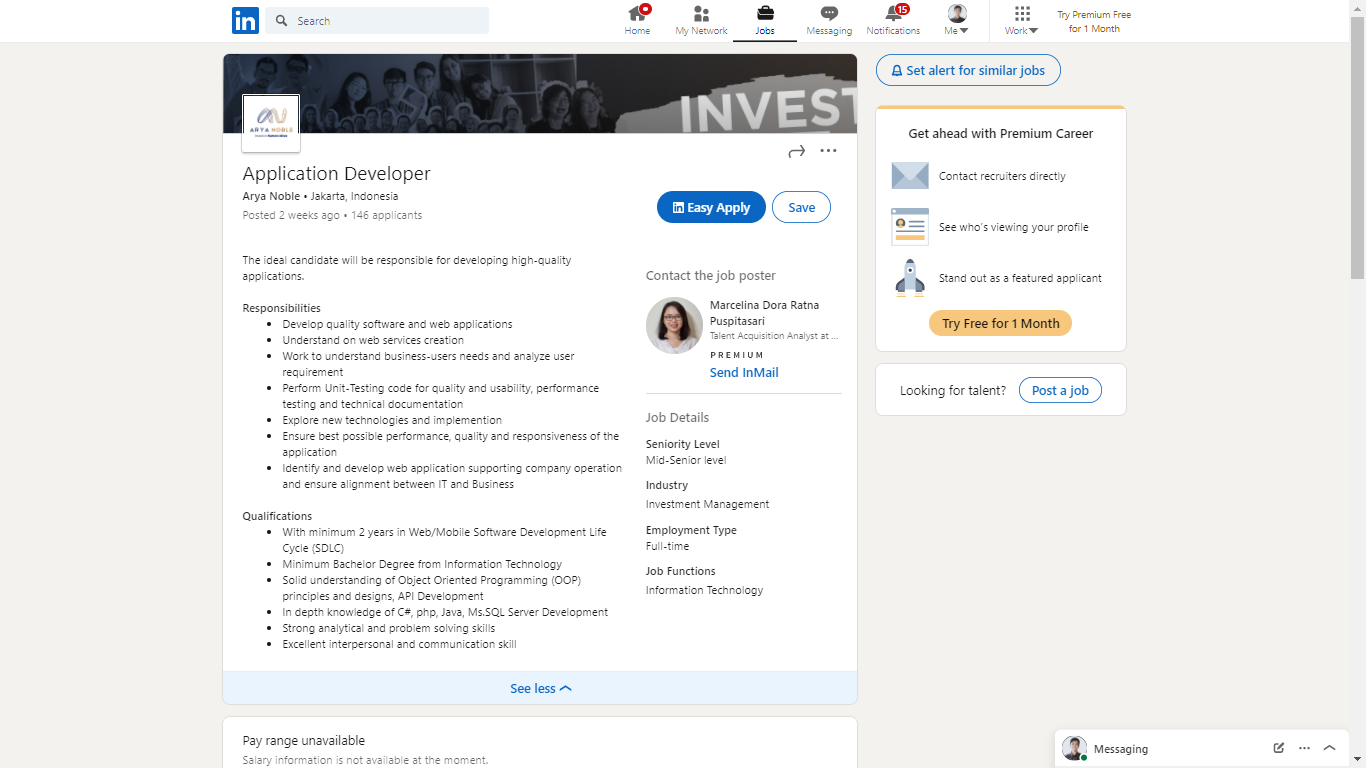 in
Search
Home
My Network
Jobs
Messaging
15
Notifications
Me
Work
Try Premium Free
for 1 Month
INVEST
ARYA NOBLE
Application Developer
Arya Noble • Jakarta, Indonesia
Posted 2 weeks ago • 146 applicants
in Easy Apply
Save
The ideal candidate will be responsible for developing high-quality
applications.
Responsibilities
• Develop quality software and web applications
• Understand on web services creation
• Work to understand business-users needs and analyze user
requirement
• Perform Unit-Testing code for quality and usability, performance
testing and technical documentation
• Explore new technologies and implemention
• Ensure best possible performance, quality and responsiveness of the
application
• Identify and develop web application supporting company operation
and ensure alignment between IT and Business
Qualifications
• With minimum 2 years in Web/Mobile Software Development Life
Cycle (SDLC)
• Minimum Bachelor Degree from Information Technology
• Solid understanding of Object Oriented Programming (OOP)
principles and designs, API Development
• In depth knowledge of C#, php, Java, Ms.SQL Server Development
• Strong analytical and problem solving skills
• Excellent interpersonal and communication skill
See less
Contact the job poster
Marcelina Dora Ratna
Puspitasari
Talent Acquisition Analyst at ...
PREMIUM
Send InMail
Job Details
Seniority Level
Mid-Senior level
Industry
Investment Management
Employment Type
Full-time
Job Functions
Information Technology
Pay range unavailable
Salary information is not available at the moment.
Set alert for similar jobs
Get ahead with Premium Career
Contact recruiters directly
See who's viewing your profile
Stand out as a featured applicant
Try Free for 1 Month
Looking for talent?
Post a job
Messaging